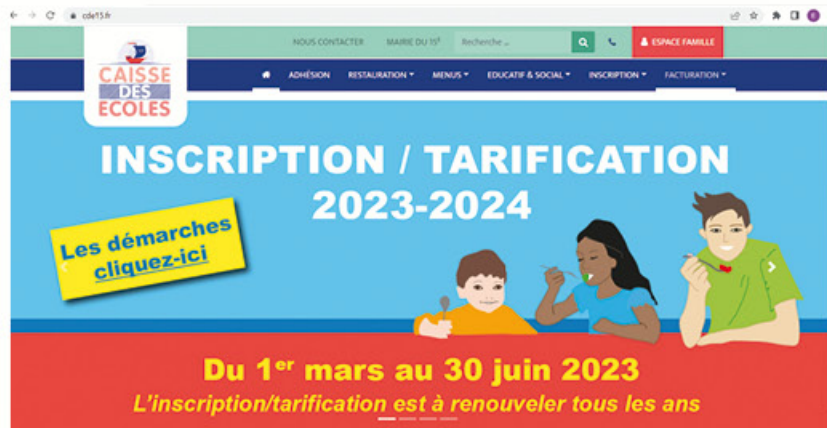 cde15.fr
NOUS CONTACTER MAIRIE DU 15ᴱ Recherche ... ESPACE FAMILLE
CAISSE
DES
ECOLES
ADHÉSION RESTAURATION MENUS EDUCATIF & SOCIAL INSCRIPTION FACTURATION
INSCRIPTION / TARIFICATION
2023-2024
Les démarches
cliquez-ici
Du 1er mars au 30 juin 2023
L'inscription/tarification est à renouveler tous les ans